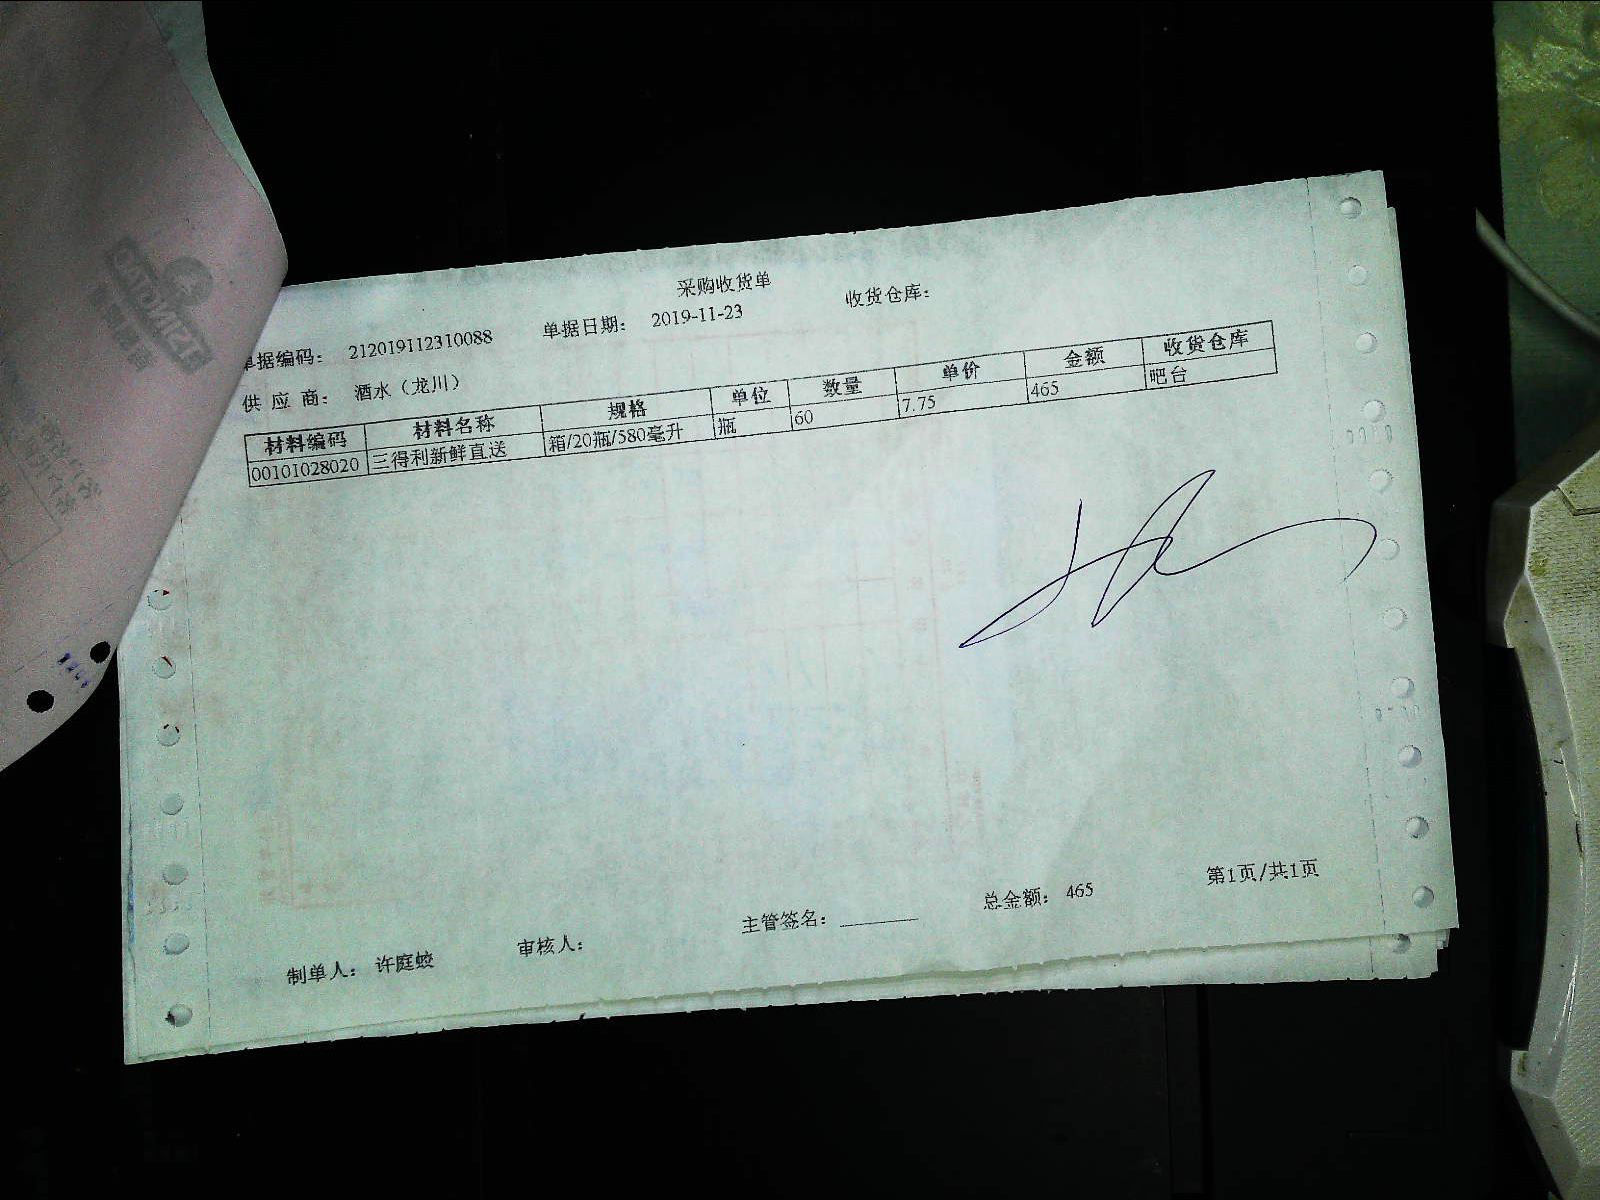 采购收货单
单据编码： 212019112310088 单据日期： 2019-11-23 收货仓库：
供 应 商： 酒水（龙川）
材料编码 材料名称 规格 单位 数量 单价 金额 收货仓库
00101028020 三得利新鲜直送 箱/20瓶/580毫升 瓶 60 7.75 465 吧台
制单人： 许庭蛟 审核人： 主管签名： 总金额： 465 第1页/共1页